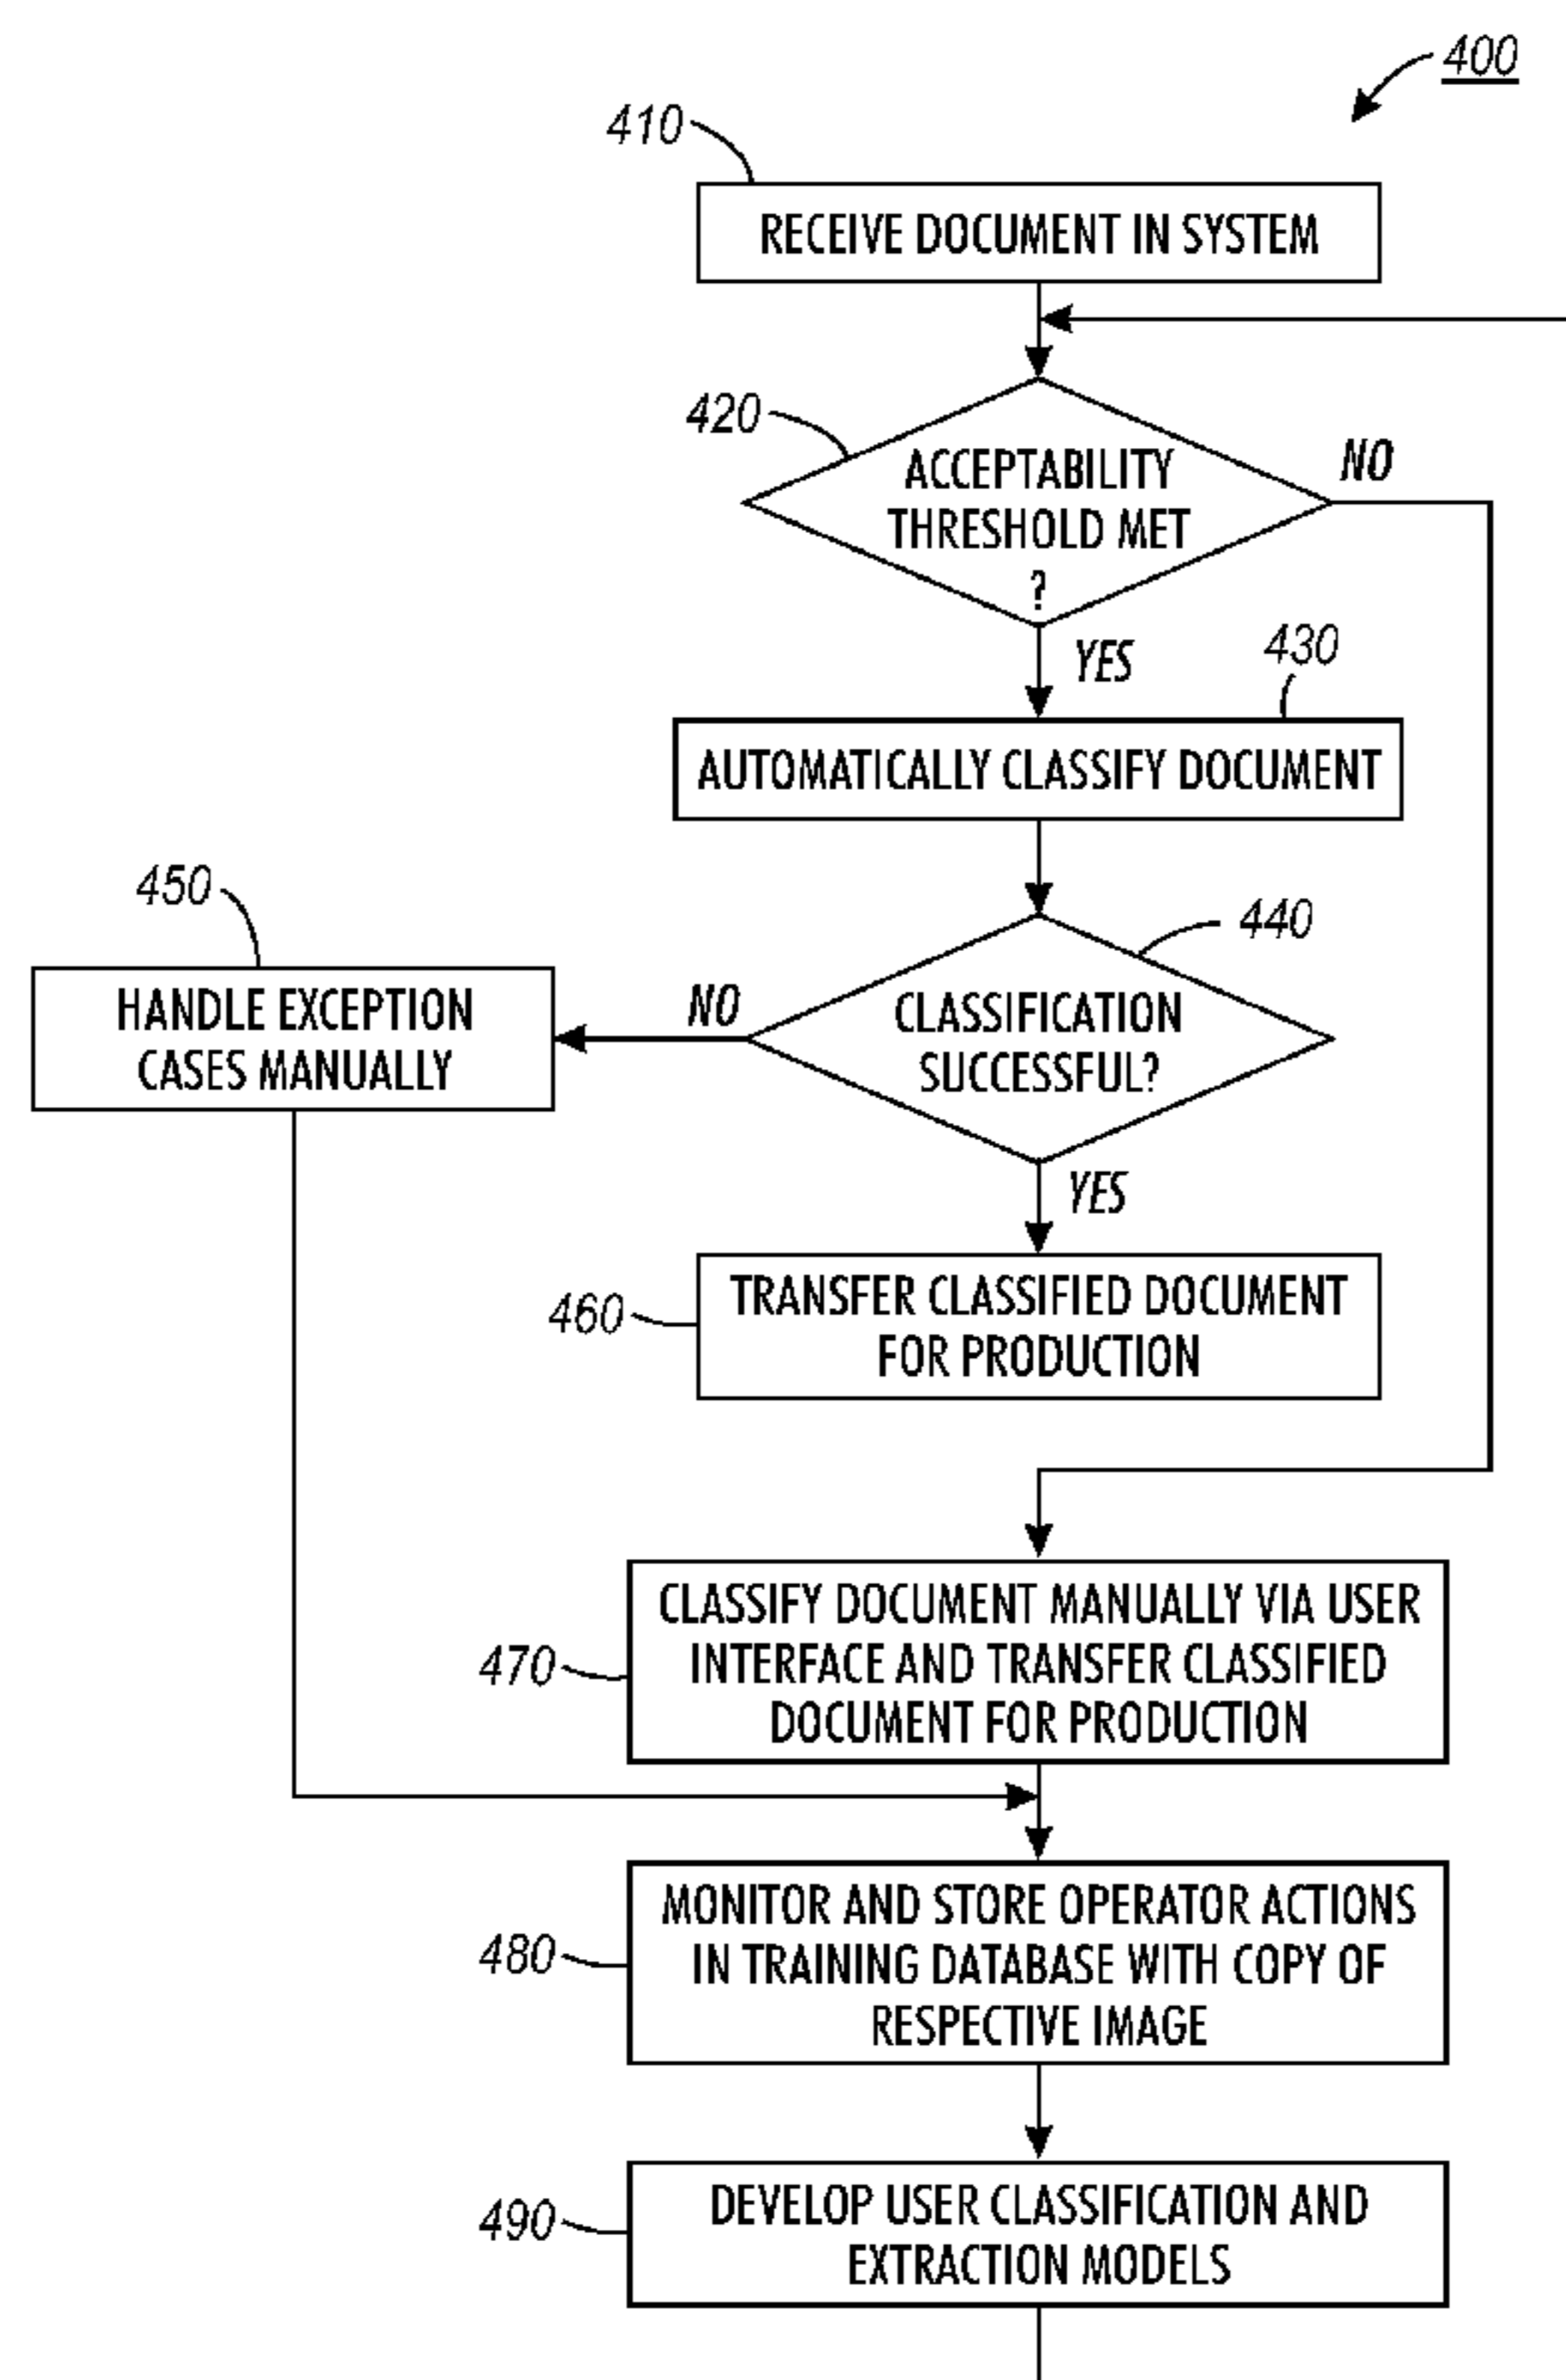 400
410
RECEIVE DOCUMENT IN SYSTEM
420
ACCEPTABILITY
THRESHOLD MET
?
NO
YES
430
AUTOMATICALLY CLASSIFY DOCUMENT
450
440
HANDLE EXCEPTION
CASES MANUALLY
NO
CLASSIFICATION
SUCCESSFUL?
YES
460
TRANSFER CLASSIFIED DOCUMENT
FOR PRODUCTION
470
CLASSIFY DOCUMENT MANUALLY VIA USER
INTERFACE AND TRANSFER CLASSIFIED
DOCUMENT FOR PRODUCTION
480
MONITOR AND STORE OPERATOR ACTIONS
IN TRAINING DATABASE WITH COPY OF
RESPECTIVE IMAGE
490
DEVELOP USER CLASSIFICATION AND
EXTRACTION MODELS